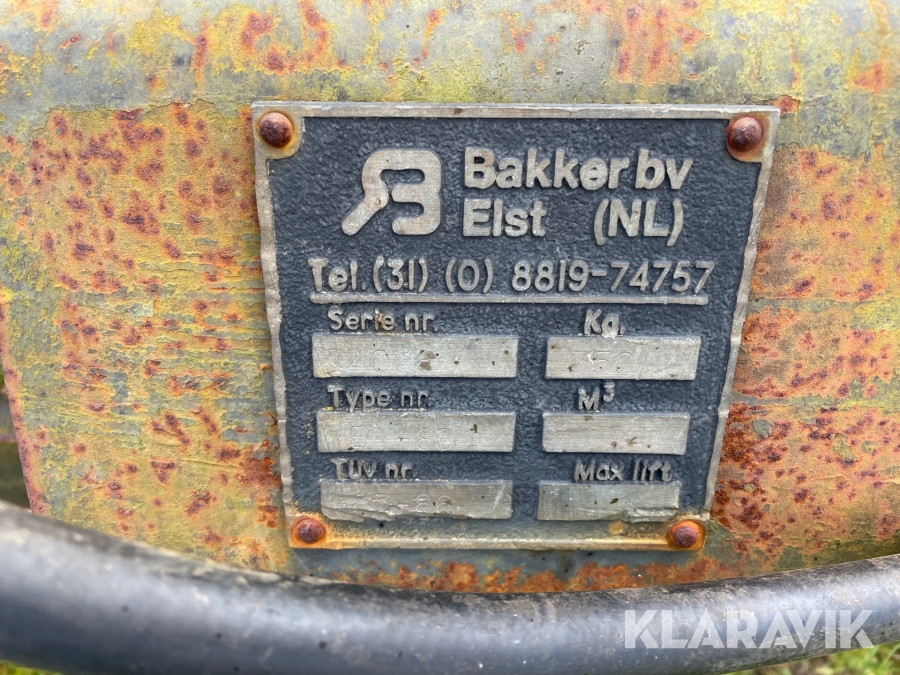 B
Bakker bv
Elst (NL)
Tel. (31) (0) 8819-74757
Serie nr. Kg.
Type nr. M³
TÜV nr. Max lift
KLARAVIK